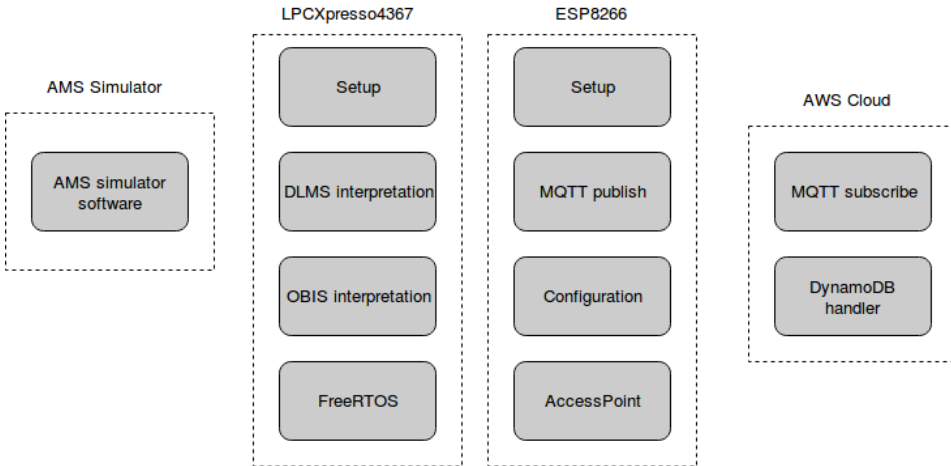 LPCXpresso4367
ESP8266
AMS Simulator
AWS Cloud
AMS simulator
software
Setup
DLMS interpretation
OBIS interpretation
FreeRTOS
Setup
MQTT publish
Configuration
AccessPoint
MQTT subscribe
DynamoDB
handler